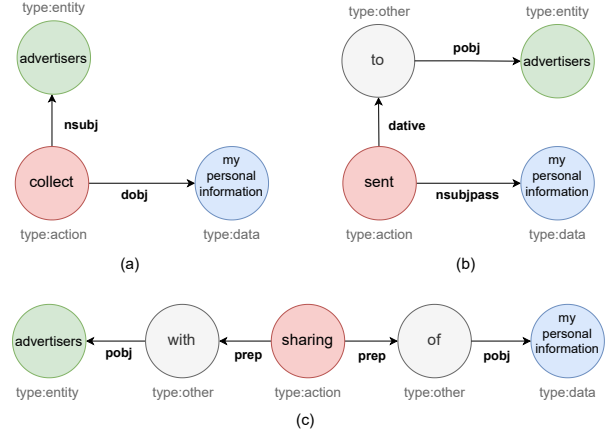 type:entity
advertisers
nsubj
collect
dobj
my
personal
information
type:action
type:data
(a)
type:other
type:entity
to
pobj
advertisers
dative
sent
nsubjpass
my
personal
information
type:action
type:data
(b)
advertisers
pobj
with
prep
sharing
prep
of
pobj
my
personal
information
type:entity
type:other
type:action
type:other
type:data
(c)